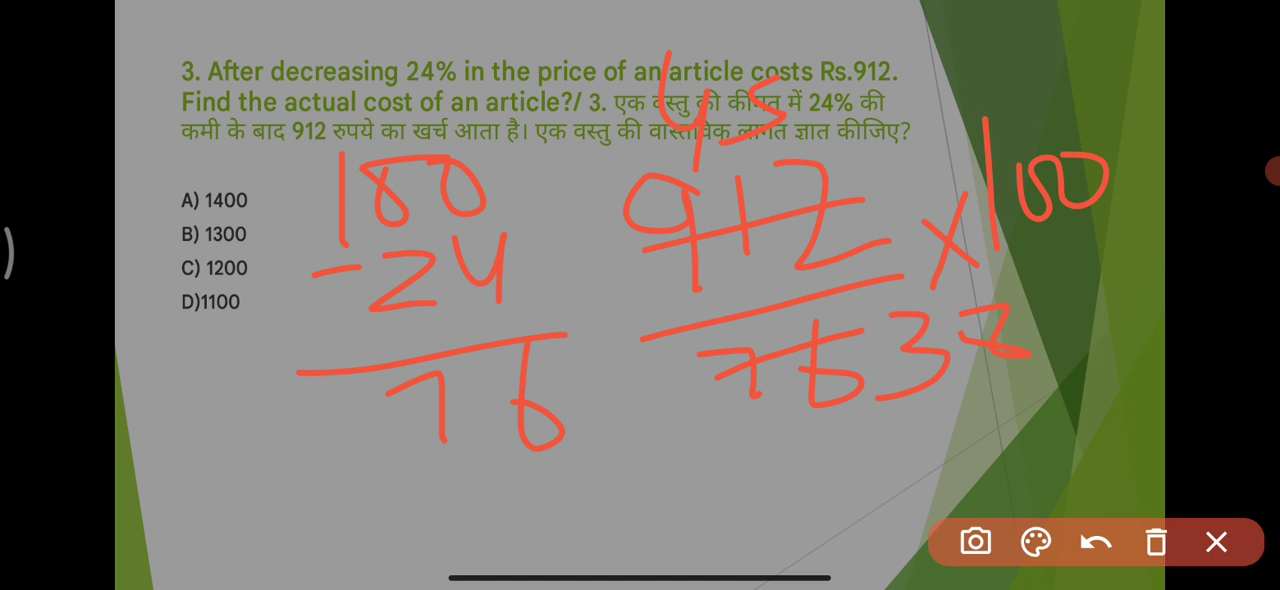 3. After decreasing 24% in the price of an article costs Rs.912.
Find the actual cost of an article?/ 3. एक वस्तु की कीमत में 24% की
कमी के बाद 912 रुपये का खर्च आता है। एक वस्तु की वास्तविक लागत ज्ञात कीजिए?
A) 1400
B) 1300
C) 1200
D)1100
100
-24
76
45
912
×100
76